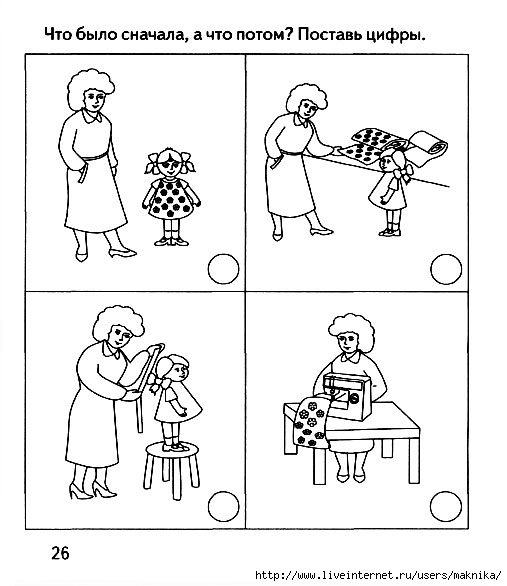 Что было сначала, а что потом? Поставь цифры.
26
http://www.liveinternet.ru/users/maknika/